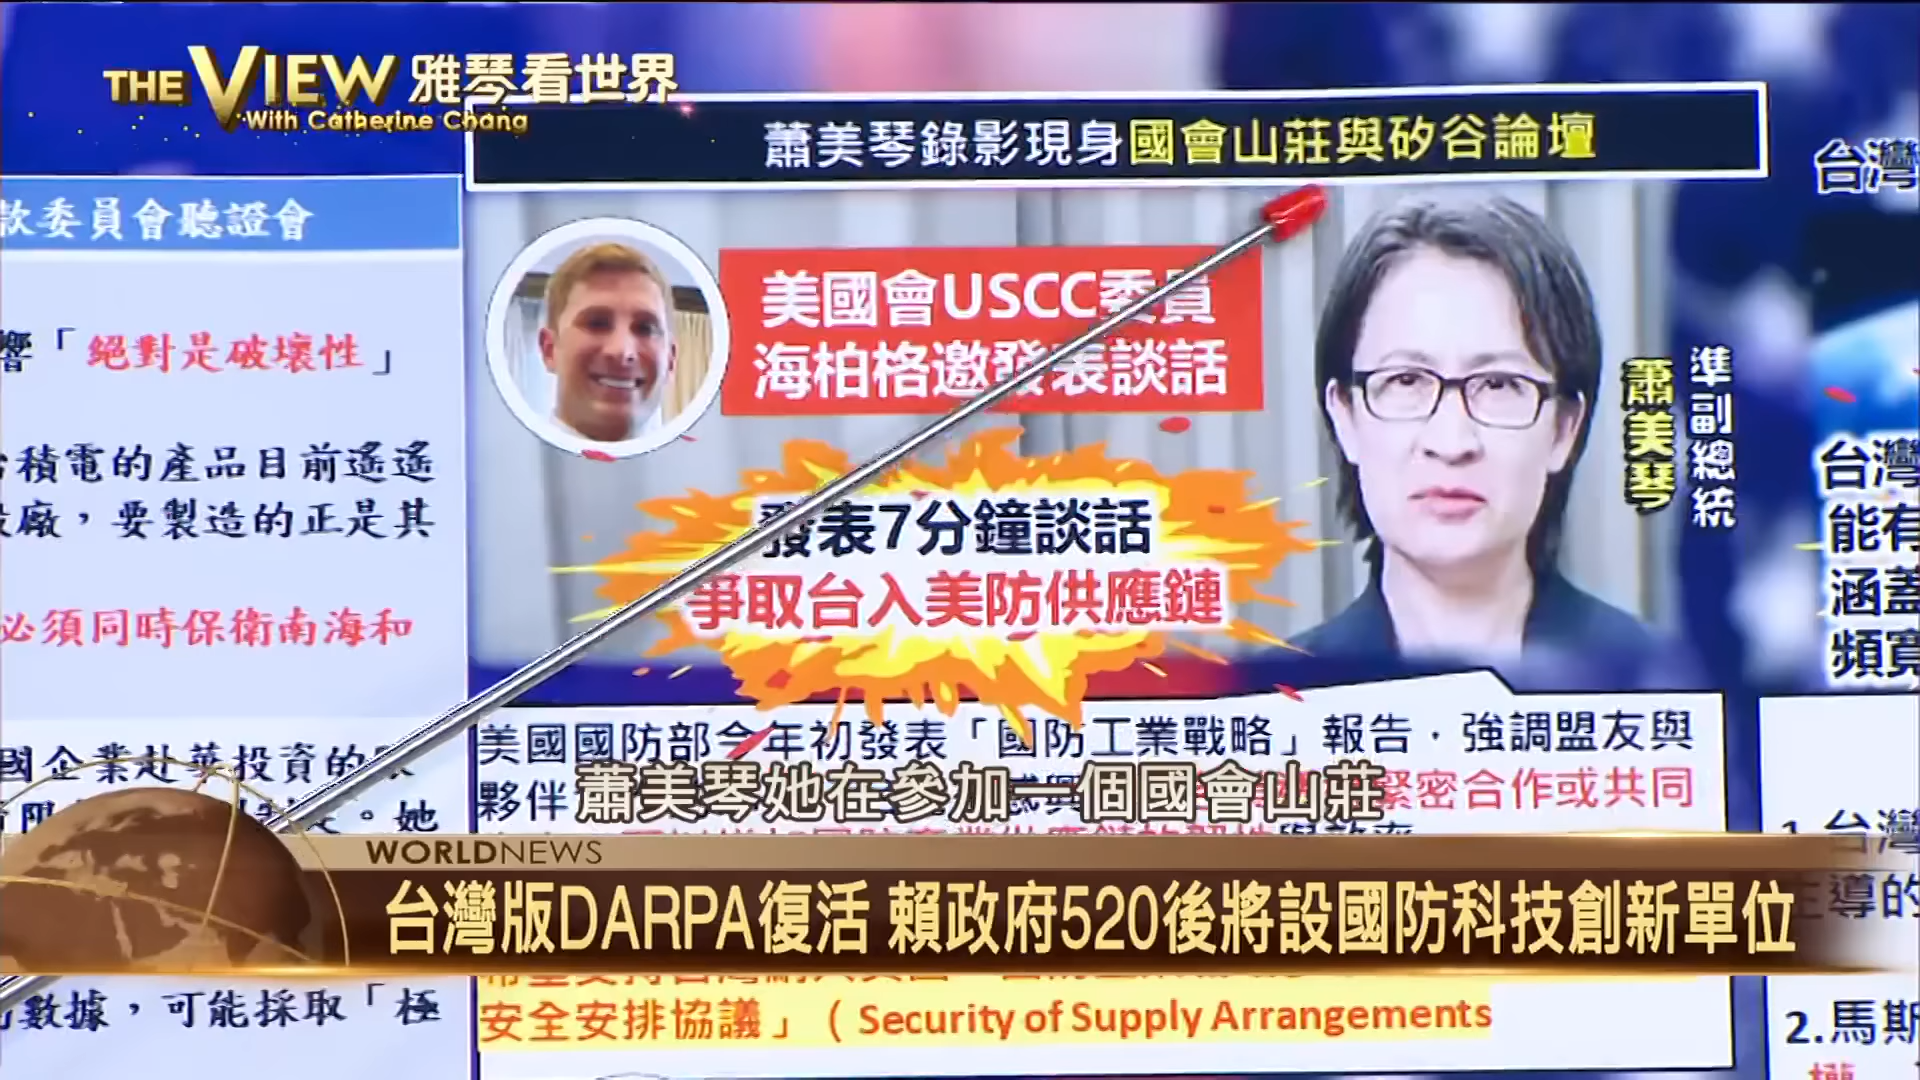 THE VIEW 雅琴看世界
With Catherine Chang
蕭美琴錄影現身國會山莊與矽谷論壇
款委員會聽證會
響「絕對是破壞性」
積電的產品目前遙遙
廠，要製造的正是其
必須同時保衛南海和
國企業赴華投資的
她
數據，可能採取「極
美國會USCC委員
海柏格邀發表談話
準副總統
蕭美琴
發表7分鐘談話
爭取台入美防供應鏈
美國國防部今年初發表「國防工業戰略」報告，強調盟友與
夥伴
緊密合作或共同
安全安排協議」（Security of Supply Arrangements
台灣
台灣
能有
涵蓋
頻寬
1.台灣
主導的
2.馬斯
蕭美琴她在參加一個國會山莊
WORLDNEWS
台灣版DARPA復活 賴政府520後將設國防科技創新單位